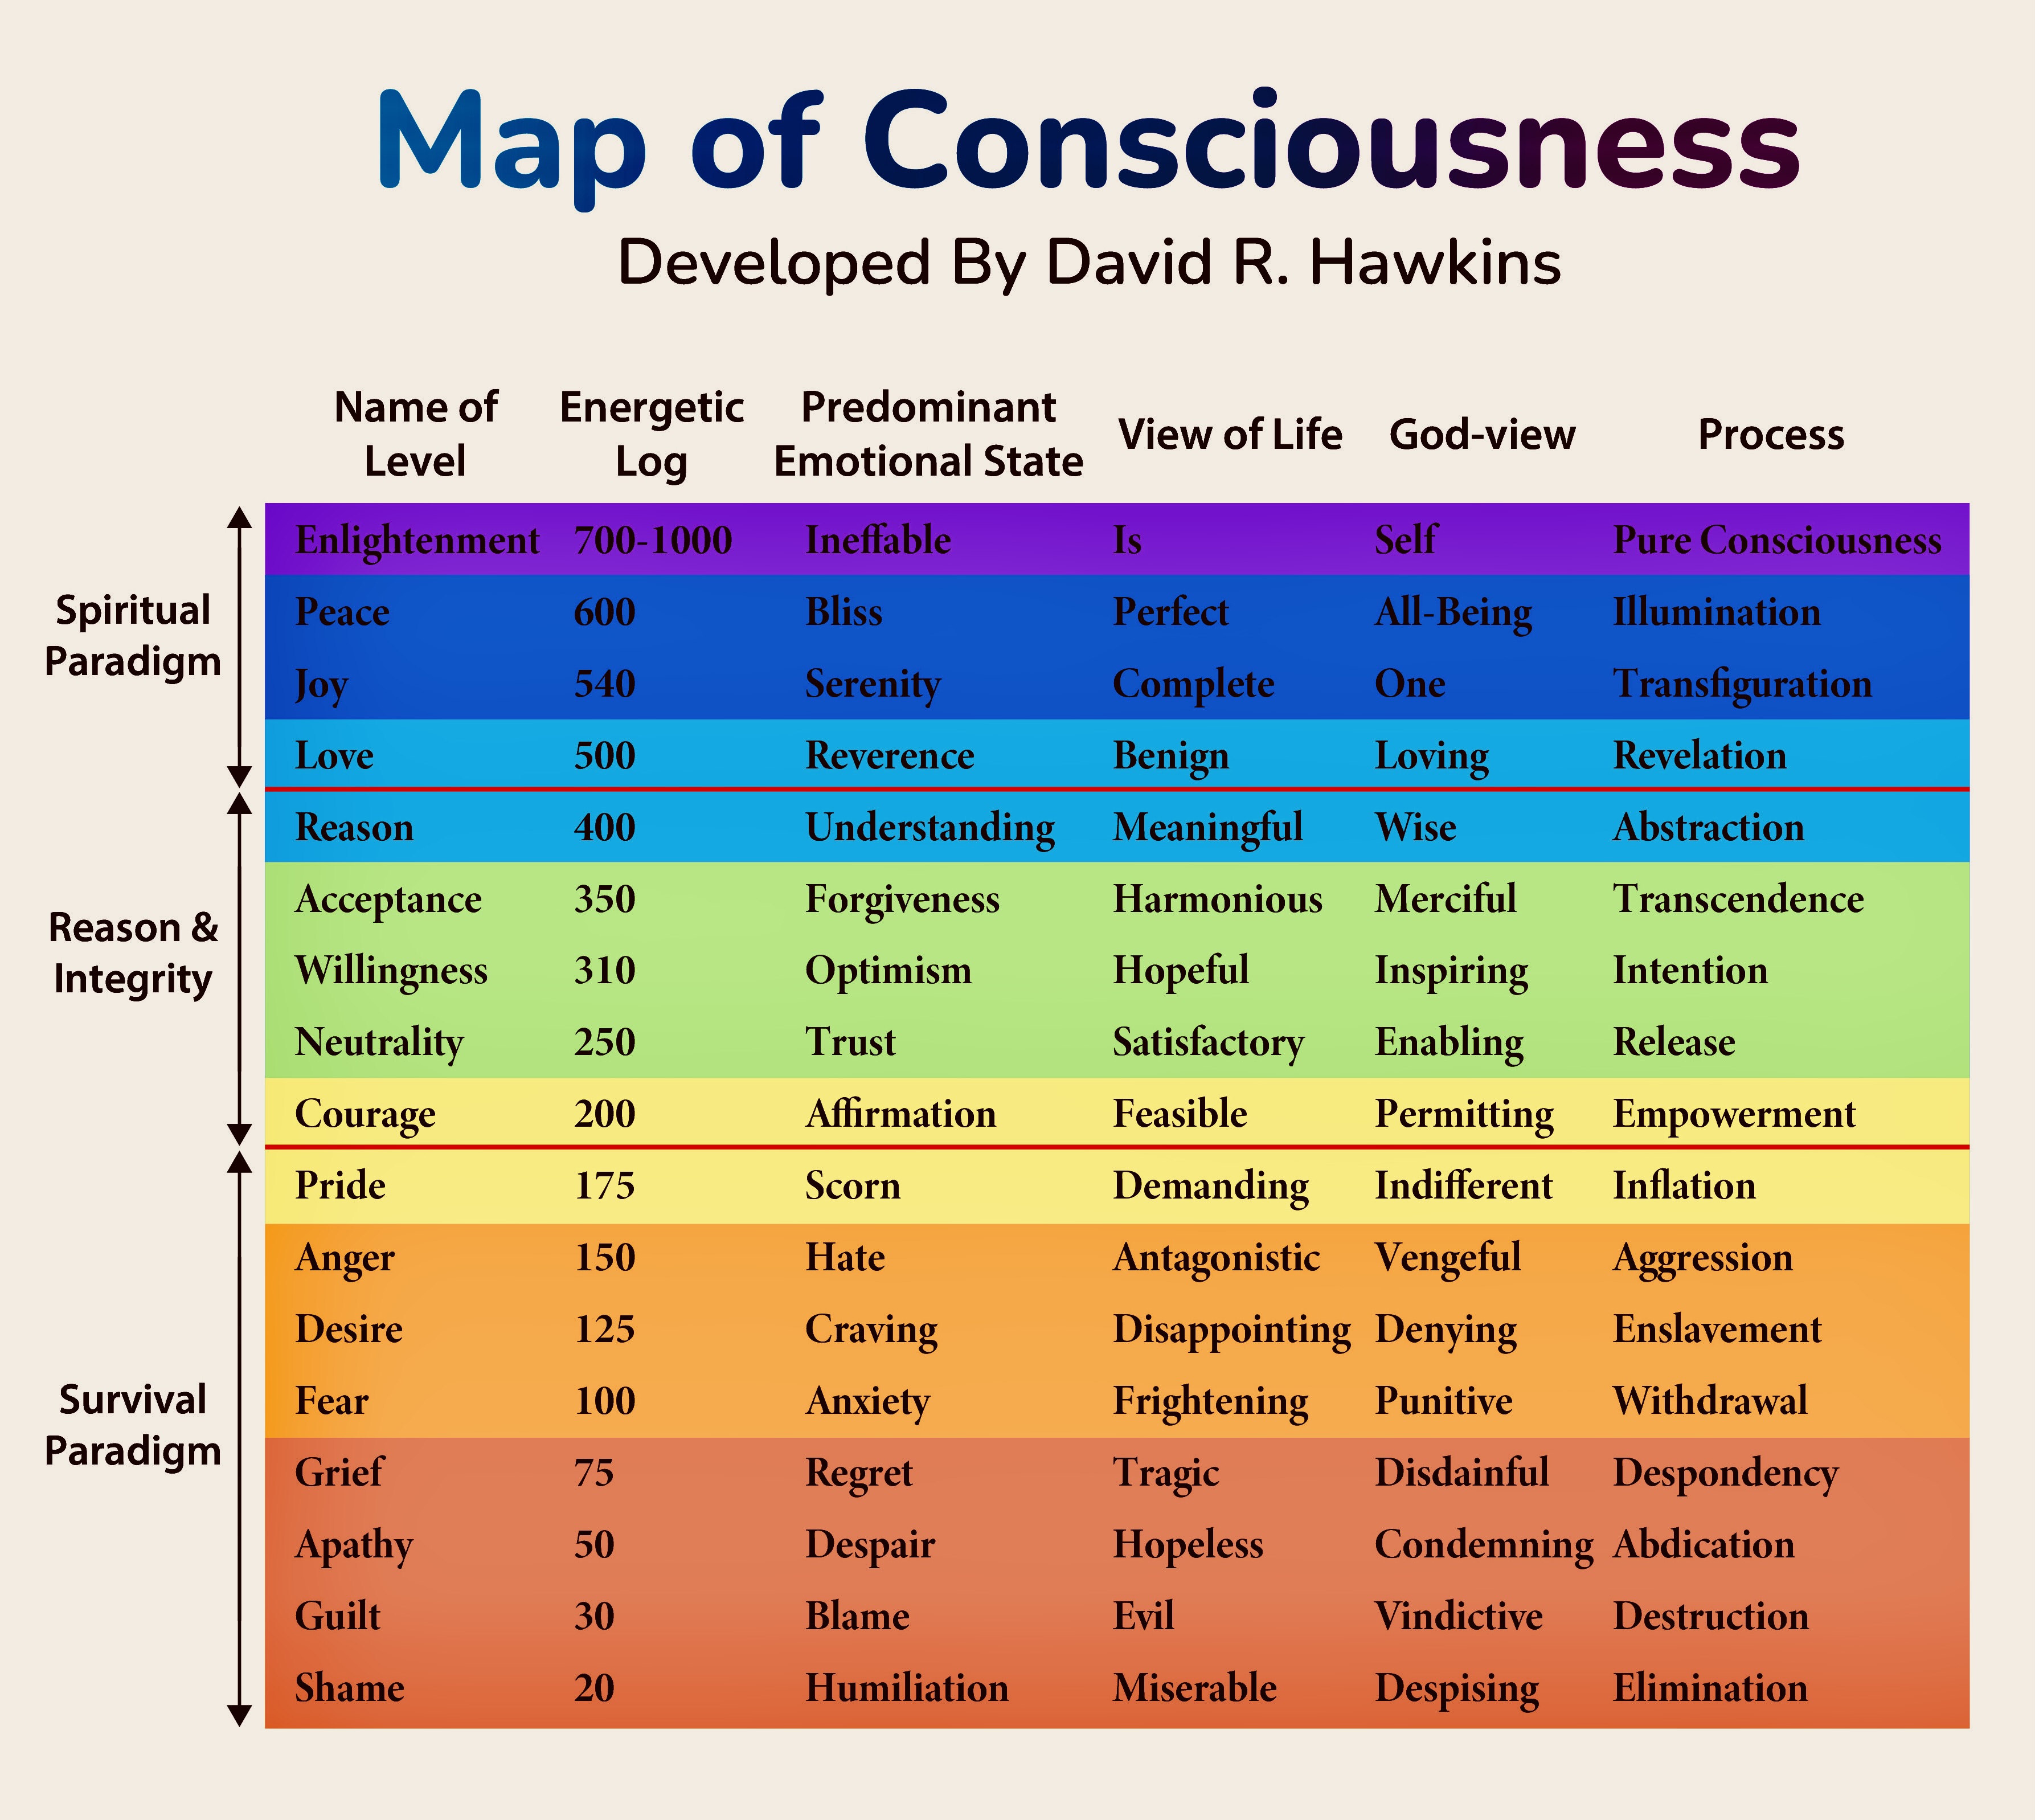 Map of Consciousness
Developed By David R. Hawkins
Name of Level Energetic Log Predominant Emotional State View of Life God-view Process
Spiritual Paradigm
Enlightenment 700-1000 Ineffable Is Self Pure Consciousness
Peace 600 Bliss Perfect All-Being Illumination
Joy 540 Serenity Complete One Transfiguration
Love 500 Reverence Benign Loving Revelation
Reason & Integrity
Reason 400 Understanding Meaningful Wise Abstraction
Acceptance 350 Forgiveness Harmonious Merciful Transcendence
Willingness 310 Optimism Hopeful Inspiring Intention
Neutrality 250 Trust Satisfactory Enabling Release
Courage 200 Affirmation Feasible Permitting Empowerment
Survival Paradigm
Pride 175 Scorn Demanding Indifferent Inflation
Anger 150 Hate Antagonistic Vengeful Aggression
Desire 125 Craving Disappointing Denying Enslavement
Fear 100 Anxiety Frightening Punitive Withdrawal
Grief 75 Regret Tragic Disdainful Despondency
Apathy 50 Despair Hopeless Condemning Abdication
Guilt 30 Blame Evil Vindictive Destruction
Shame 20 Humiliation Miserable Despising Elimination